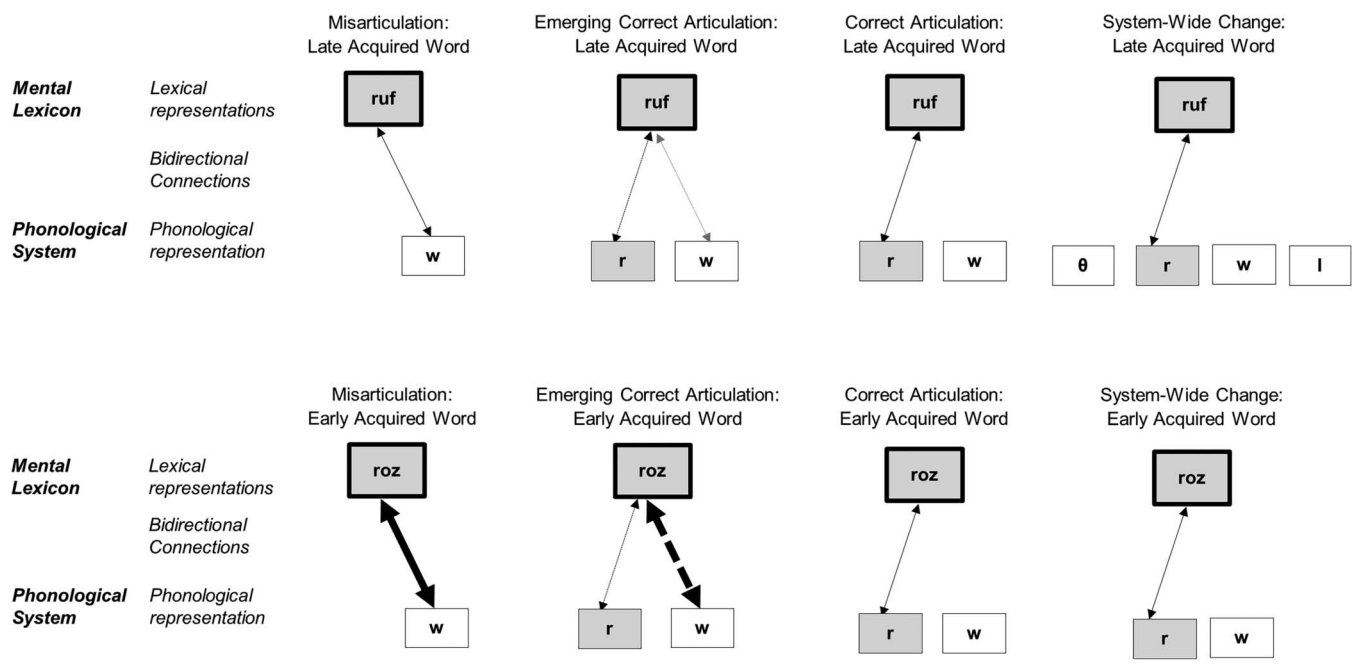 Misarticulation:
Late Acquired Word
Emerging Correct Articulation:
Late Acquired Word
Correct Articulation:
Late Acquired Word
System-Wide Change:
Late Acquired Word
Mental
Lexicon
Lexical
representations
ruf
ruf
ruf
ruf
Bidirectional
Connections
Phonological
System
Phonological
representation
w
r
w
r
w
θ
r
w
l
Misarticulation:
Early Acquired Word
Emerging Correct Articulation:
Early Acquired Word
Correct Articulation:
Early Acquired Word
System-Wide Change:
Early Acquired Word
Mental
Lexicon
Lexical
representations
roz
roz
roz
roz
Bidirectional
Connections
Phonological
System
Phonological
representation
w
r
w
r
w
r
w